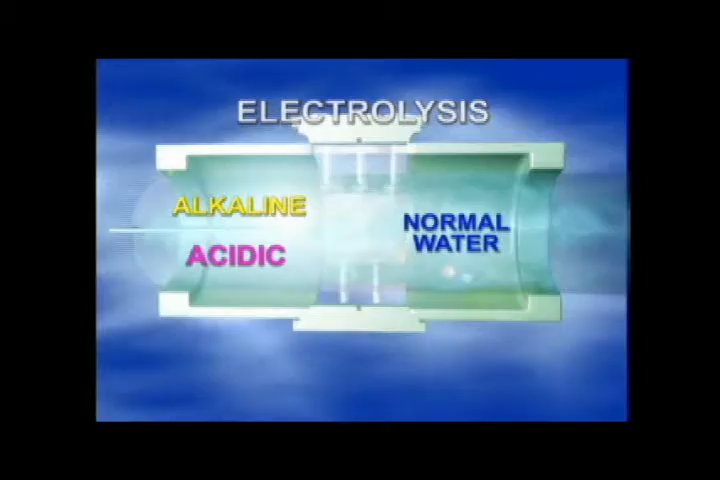 ELECTROLYSIS
ALKALINE
ACIDIC
NORMAL
WATER